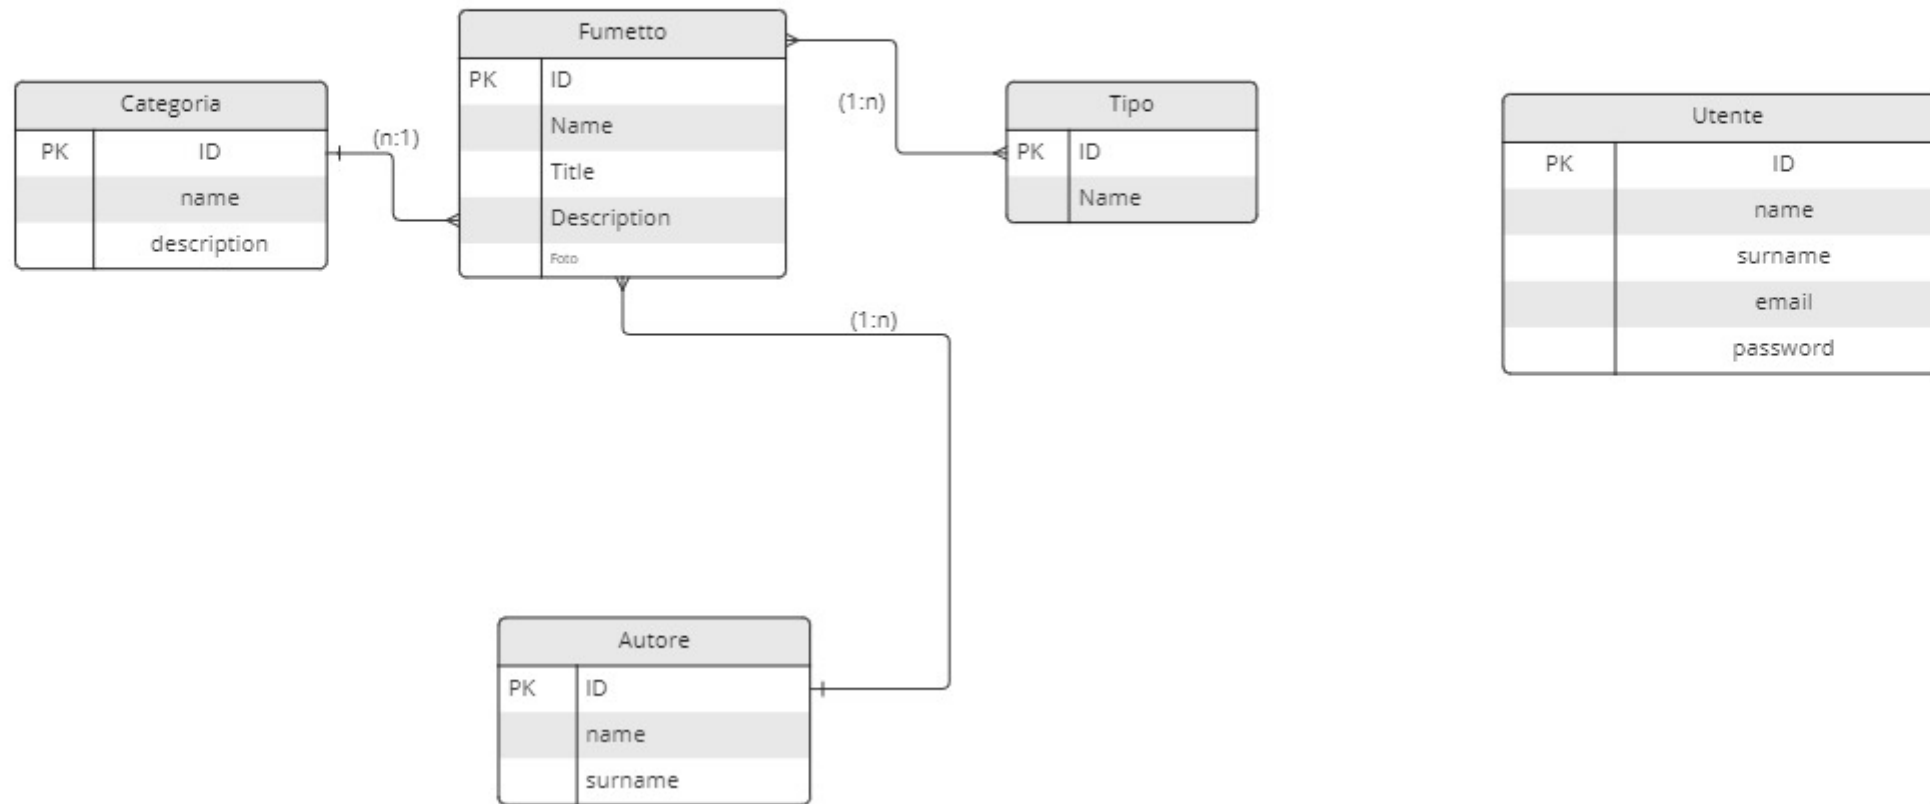 Categoria
PK ID
name
description
(n:1)
Fumetto
PK ID
Name
Title
Description
Foto
(1:n)
Tipo
PK ID
Name
Utente
PK ID
name
surname
email
password
(1:n)
Autore
PK ID
name
surname